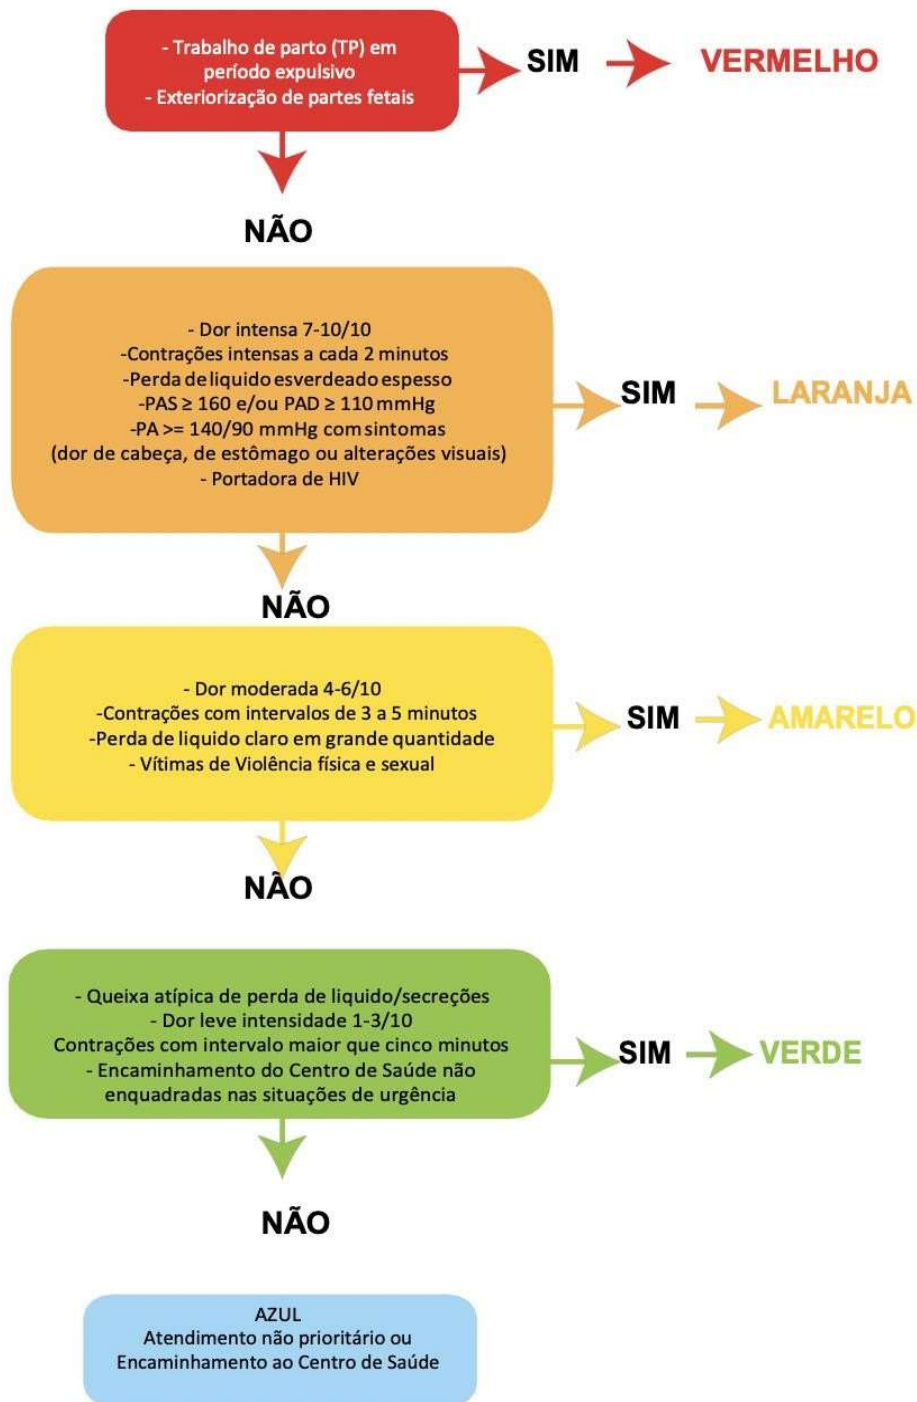 - Trabalho de parto (TP) em
período expulsivo
- Exteriorização de partes fetais
SIM
VERMELHO
NÃO
- Dor intensa 7-10/10
-Contrações intensas a cada 2 minutos
-Perda de liquido esverdeado espesso
-PAS ≥ 160 e/ou PAD ≥ 110 mmHg
-PA >= 140/90 mmHg com sintomas
(dor de cabeça, de estômago ou alterações visuais)
- Portadora de HIV
SIM
LARANJA
NÃO
- Dor moderada 4-6/10
-Contrações com intervalos de 3 a 5 minutos
-Perda de liquido claro em grande quantidade
- Vítimas de Violência física e sexual
SIM
AMARELO
NÃO
- Queixa atípica de perda de liquido/secreções
- Dor leve intensidade 1-3/10
Contrações com intervalo maior que cinco minutos
- Encaminhamento do Centro de Saúde não
enquadradas nas situações de urgência
SIM
VERDE
NÃO
AZUL
Atendimento não prioritário ou
Encaminhamento ao Centro de Saúde